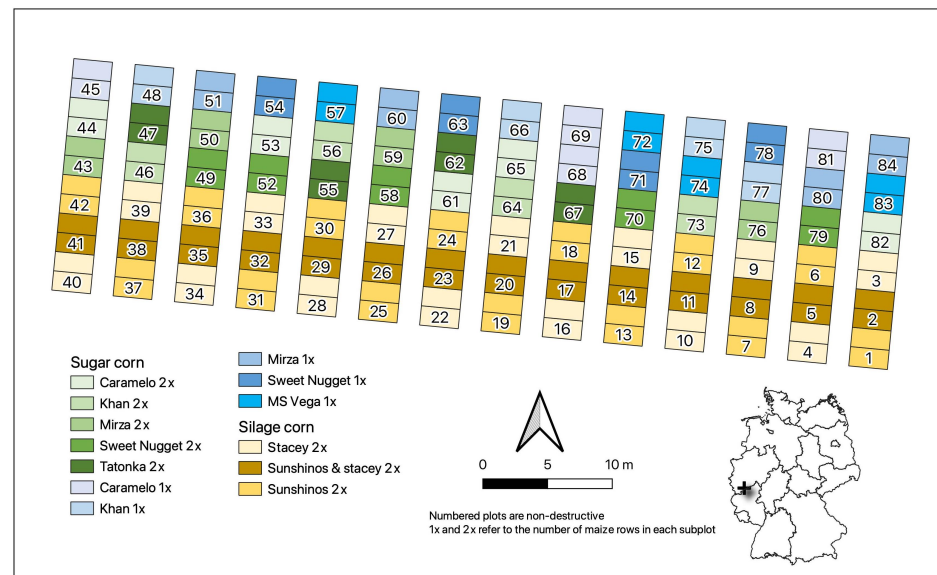 45 48 51 54 57 60 63 66 69 72 75 78 81 84
44 47 50 53 56 59 62 65 68 71 74 77 80 83
43 46 49 52 55 58 61 64 67 70 73 76 79 82
42 39 36 33 30 27 24 21 18 15 12 9 6 3
41 38 35 32 29 26 23 20 17 14 11 8 5 2
40 37 34 31 28 25 22 19 16 13 10 7 4 1
Sugar corn
Caramelo 2x
Khan 2x
Mirza 2x
Sweet Nugget 2x
Tatonka 2x
Caramelo 1x
Khan 1x
Mirza 1x
Sweet Nugget 1x
MS Vega 1x
Silage corn
Stacey 2x
Sunshinos & stacey 2x
Sunshinos 2x
0 5 10 m
Numbered plots are non-destructive
1x and 2x refer to the number of maize rows in each subplot